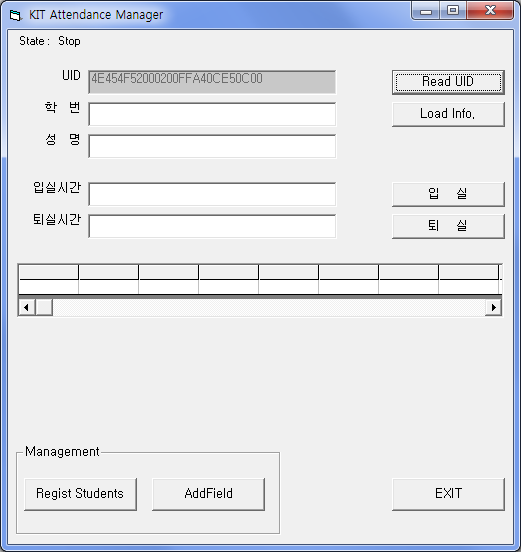 KIT Attendance Manager
State : Stop
UID 4E454F52000200FFA40CE50C00 Read UID
학 번 Load Info,
성 명
입실시간 입 실
퇴실시간 퇴 실
Management
Regist Students AddField EXIT